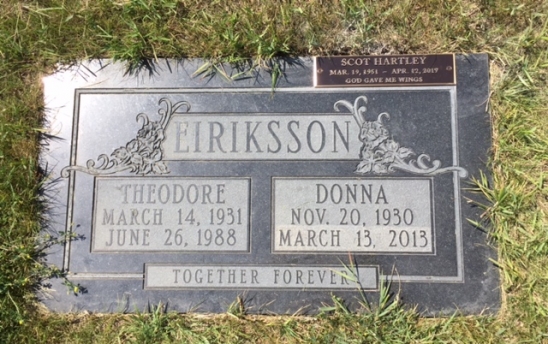 SCOT HARTLEY
MAR. 19, 1951 – APR. 12, 2017
GOD GAVE ME WINGS
EIRIKSSON
THEODORE
MARCH 14, 1931
JUNE 26, 1988
DONNA
NOV. 20, 1930
MARCH 13, 2013
TOGETHER FOREVER